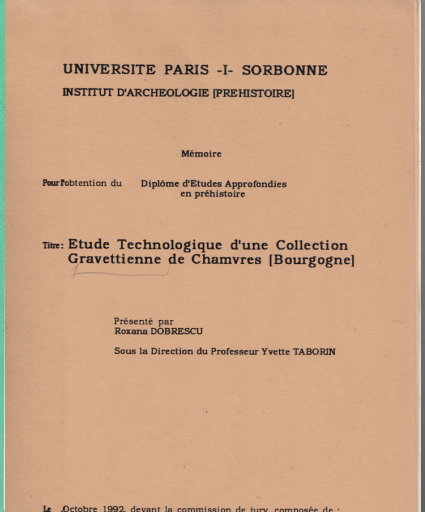 UNIVERSITE PARIS -I- SORBONNE
INSTITUT D'ARCHEOLOGIE [PREHISTOIRE]
Mémoire
Pour l'obtention du Diplôme d'Etudes Approfondies
en préhistoire
Titre: Etude Technologique d'une Collection
Gravettienne de Chamvres [Bourgogne]
Présenté par
Roxana DOBRESCU
Sous la Direction du Professeur Yvette TABORIN
Le Octobre 1992, devant la commission de jury, composée de :